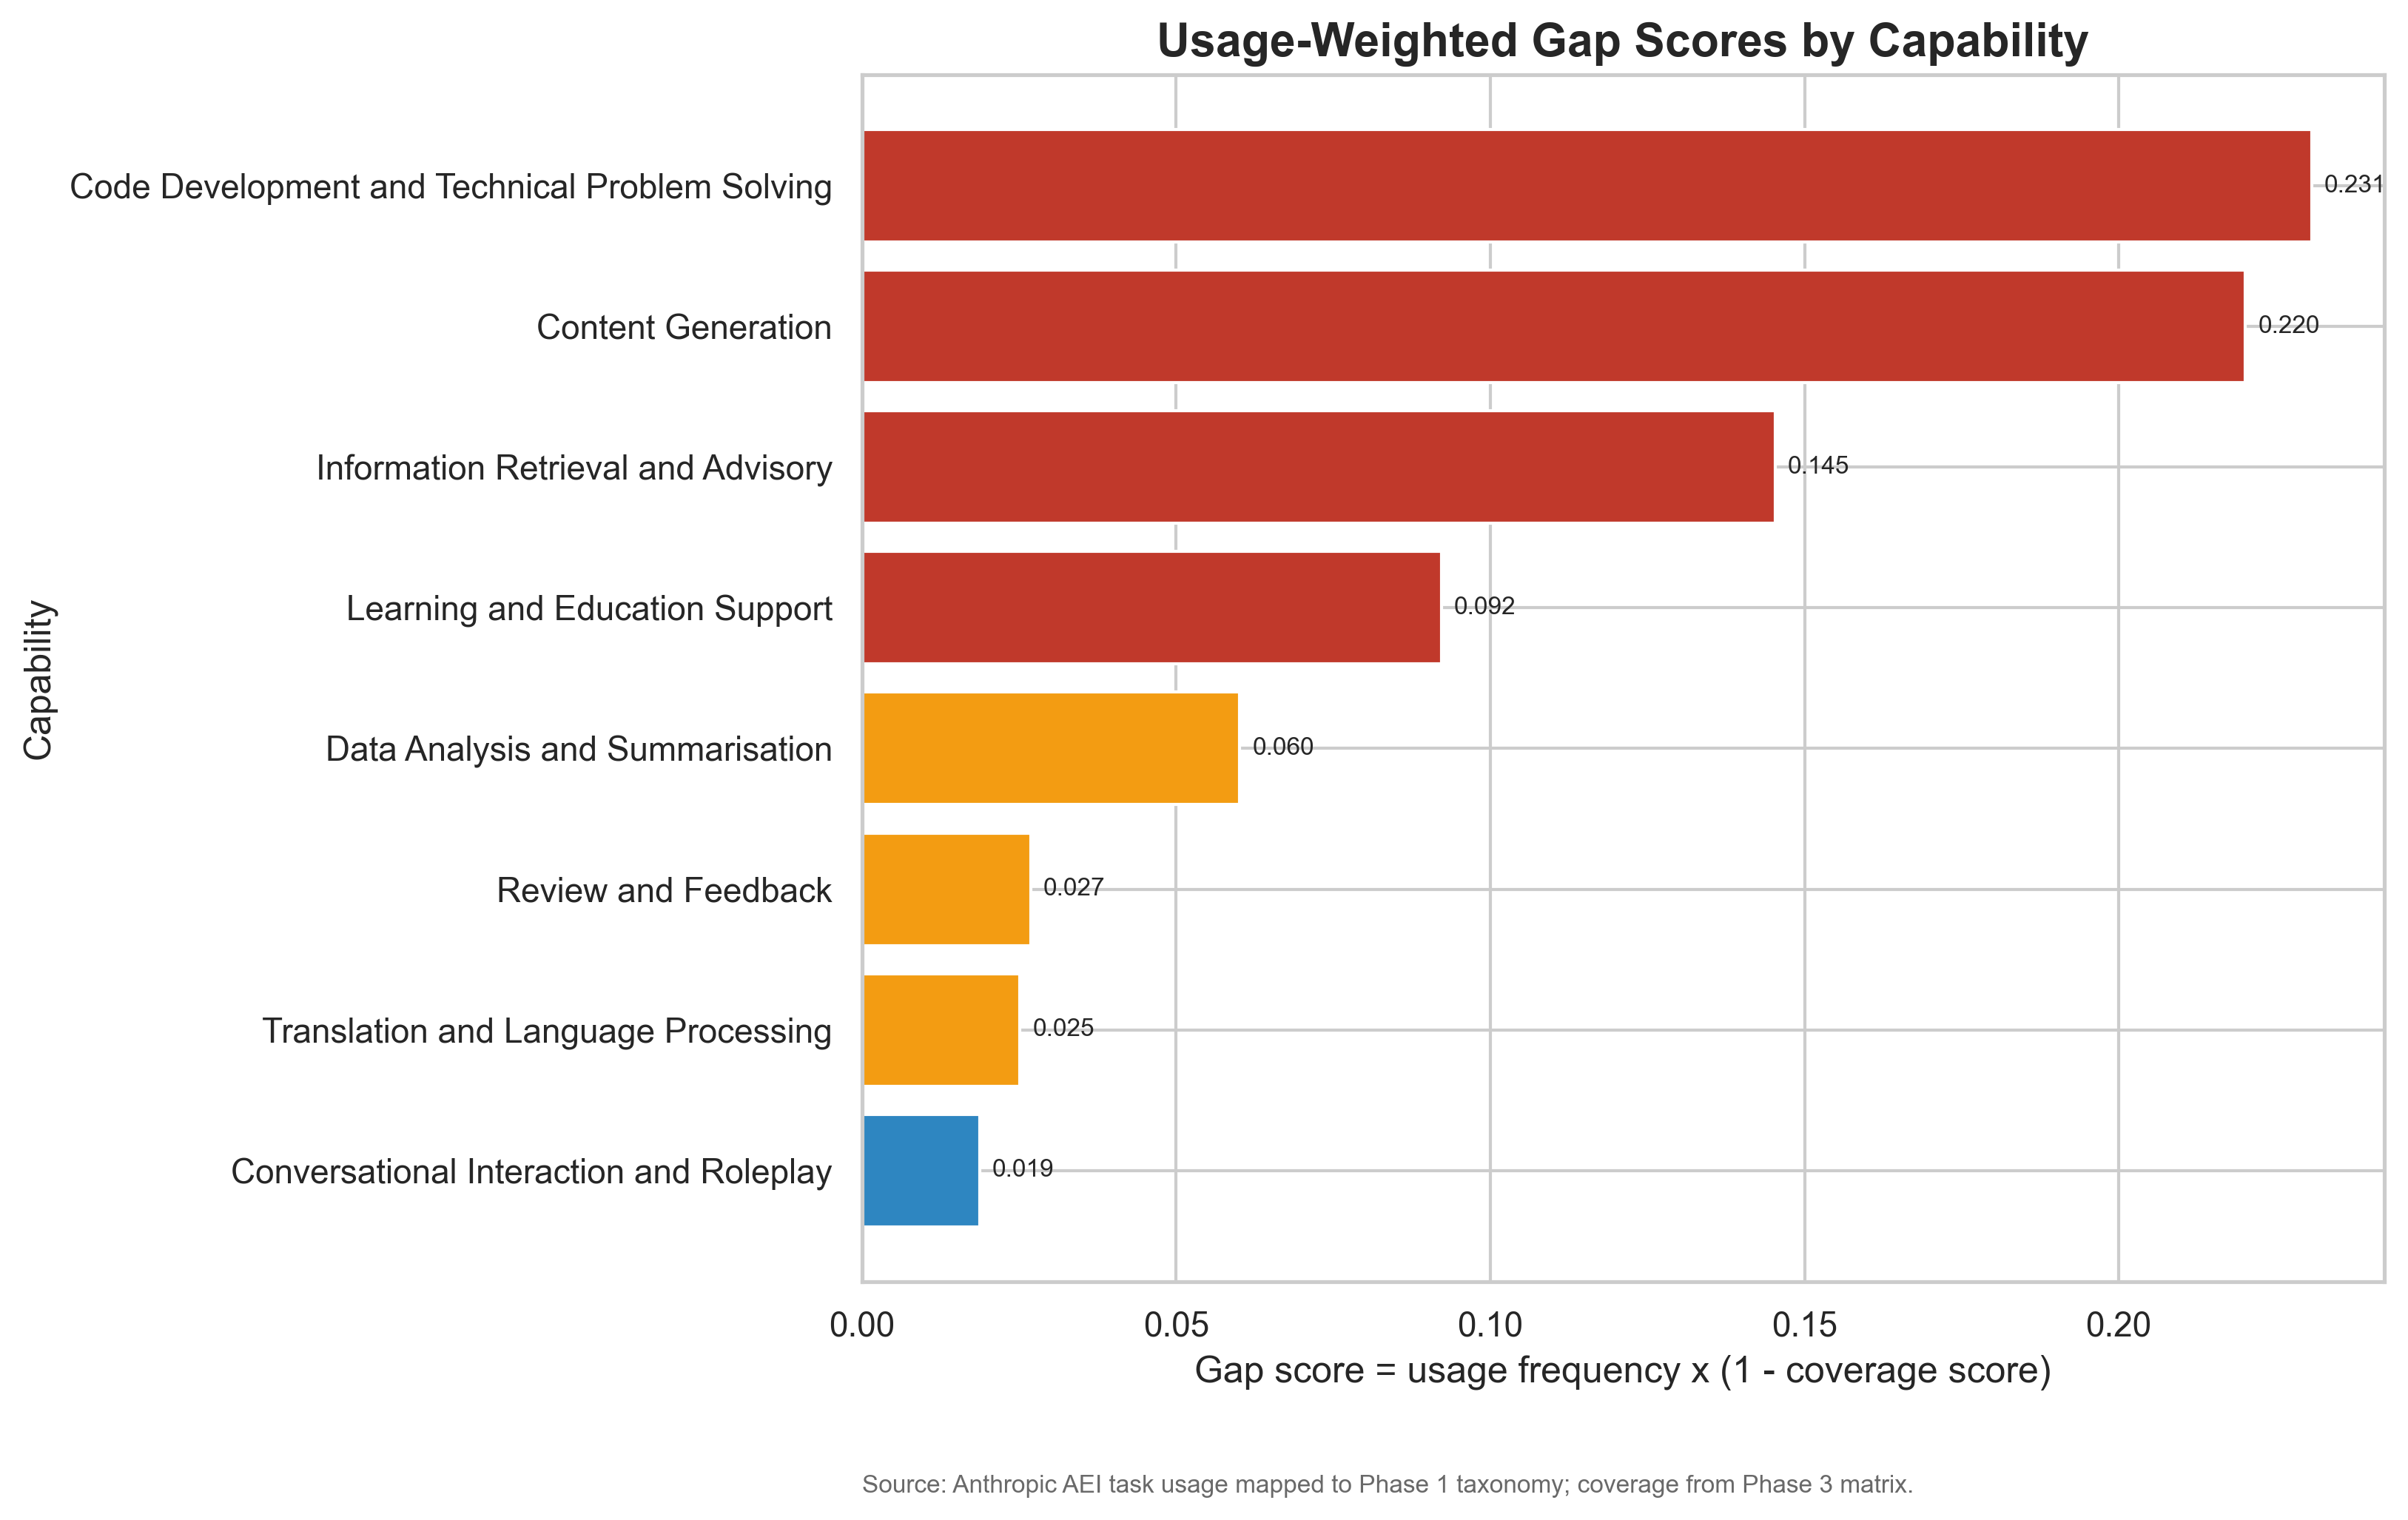 Usage-Weighted Gap Scores by Capability
Capability
Code Development and Technical Problem Solving
0.231
Content Generation
0.220
Information Retrieval and Advisory
0.145
Learning and Education Support
0.092
Data Analysis and Summarisation
0.060
Review and Feedback
0.027
Translation and Language Processing
0.025
Conversational Interaction and Roleplay
0.019
0.00 0.05 0.10 0.15 0.20
Gap score = usage frequency x (1 - coverage score)
Source: Anthropic AEI task usage mapped to Phase 1 taxonomy; coverage from Phase 3 matrix.